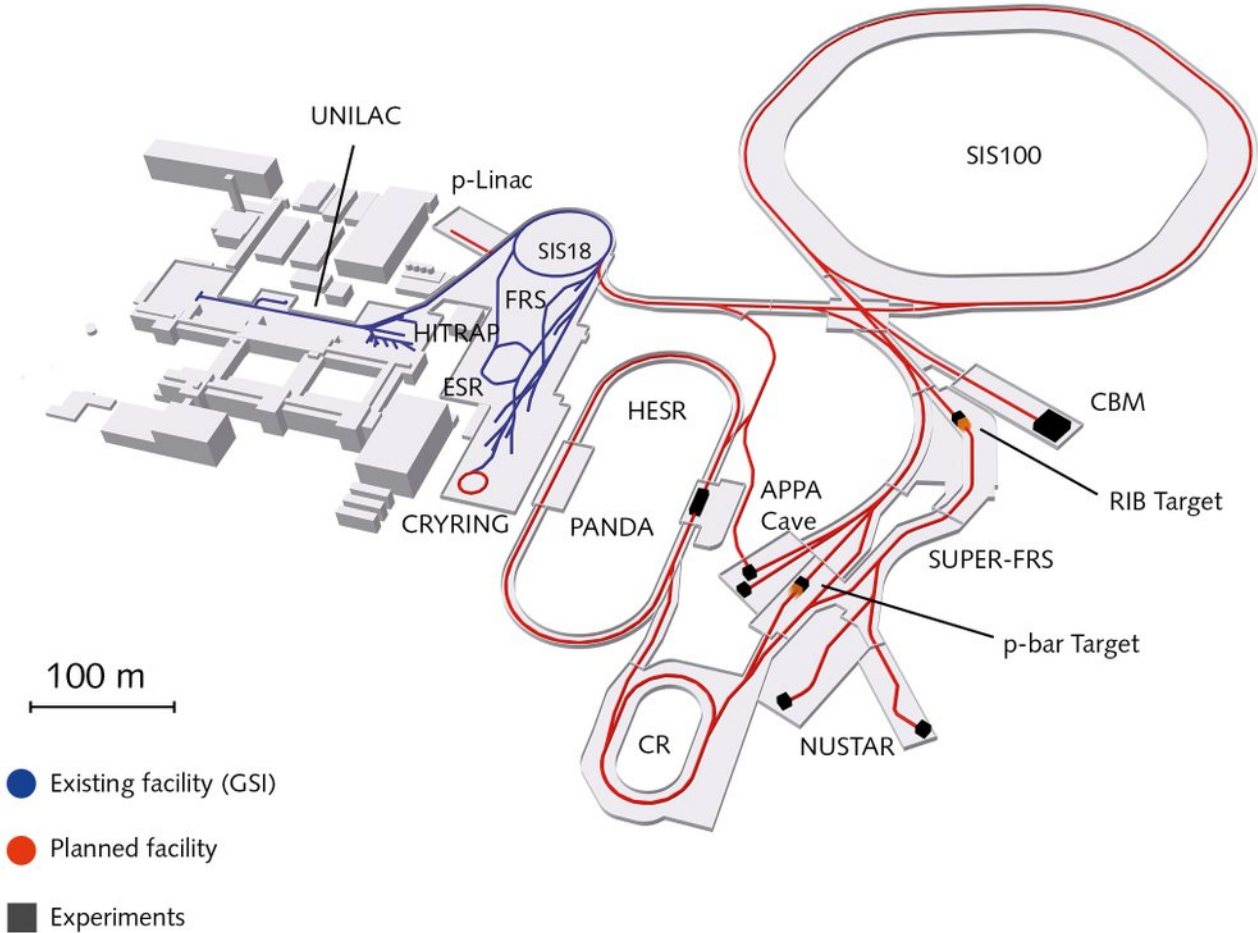 SIS100
UNILAC
p-Linac
SIS18
FRS
HITRAP
ESR
HESR
CBM
CRYRING
PANDA
APPA
Cave
RIB Target
SUPER-FRS
p-bar Target
100 m
CR
NUSTAR
Existing facility (GSI)
Planned facility
Experiments